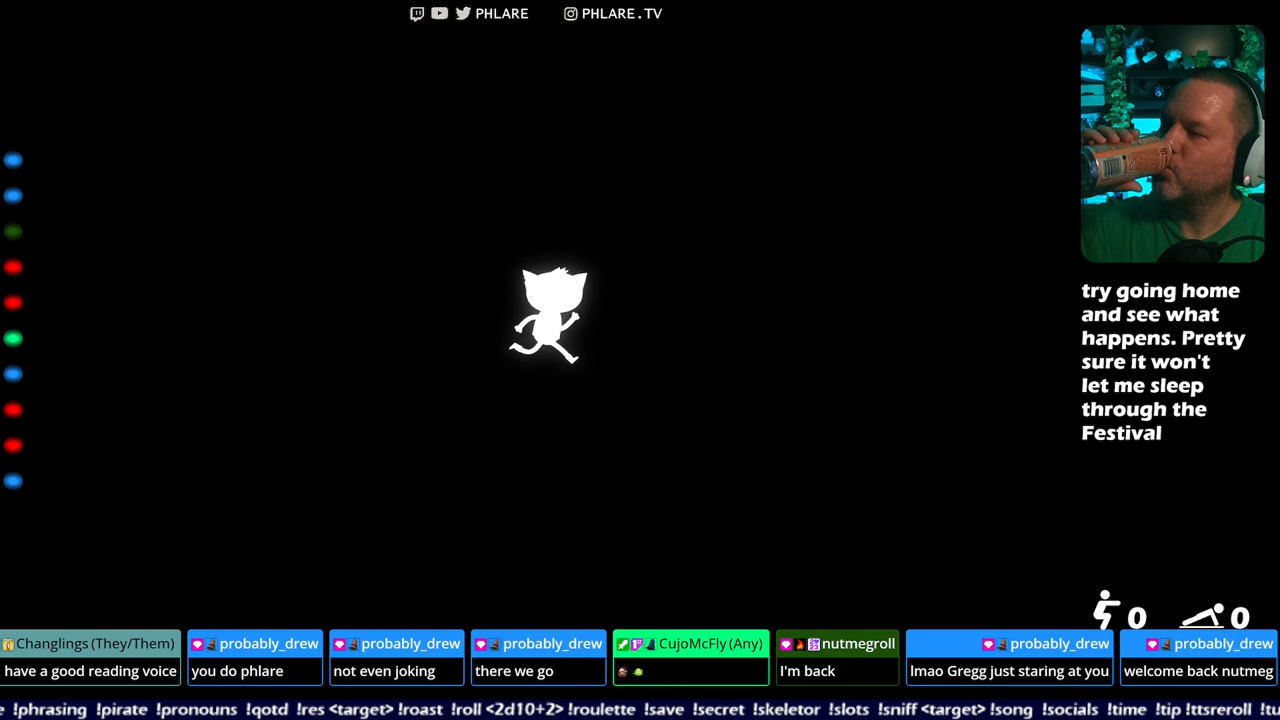 PHLARE PHLARE.TV
try going home
and see what
happens. Pretty
sure it won't
let me sleep
through the
Festival
0 0
Changlings (They/Them)
have a good reading voice
probably_drew
you do phlare
probably_drew
not even joking
probably_drew
there we go
CujoMcFly (Any)
nutmegroll
I'm back
probably_drew
lmao Gregg just staring at you
probably_drew
welcome back nutmeg
e !phrasing !pirate !pronouns !qotd !res <target> !roast !roll <2d10+2> !roulette !save !secret !skeletor !slots !sniff <target> !song !socials !time !tip !ttsreroll !tu